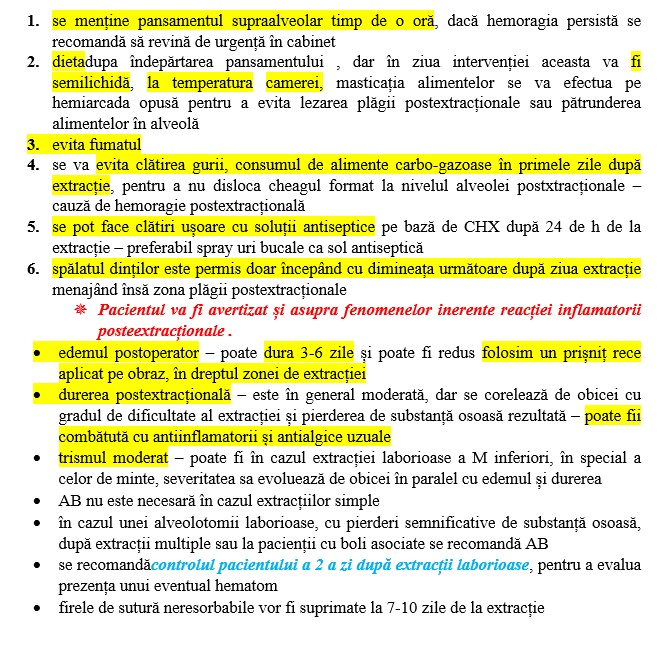 1. se menține pansamentul supraalveolar timp de o oră, dacă hemoragia persistă se
recomandă să revină de urgență în cabinet
2. dietadupa îndepărtarea pansamentului , dar în ziua intervenției aceasta va fi
semilichidă, la temperatura camerei, masticația alimentelor se va efectua pe
hemiarcada opusă pentru a evita lezarea plăgii postextracționale sau pătrunderea
alimentelor în alveolă
3. evita fumatul
4. se va evita clătirea gurii, consumul de alimente carbo-gazoase în primele zile după
extracție, pentru a nu disloca cheagul format la nivelul alveolei postxtracționale –
cauză de hemoragie postextracțională
5. se pot face clătiri ușoare cu soluții antiseptice pe bază de CHX după 24 de h de la
extracție – preferabil spray uri bucale ca sol antiseptică
6. spălatul dinților este permis doar începând cu dimineața următoare după ziua extracție
menajând însă zona plăgii postextracționale
Pacientul va fi avertizat și asupra fenomenelor inerente reacției inflamatorii
posteextracționale .
• edemul postoperator – poate dura 3-6 zile și poate fi redus folosim un prișniț rece
aplicat pe obraz, în dreptul zonei de extracției
• durerea postextracțională – este în general moderată, dar se corelează de obicei cu
gradul de dificultate al extracției și pierderea de substanță osoasă rezultată – poate fii
combătută cu antiinflamatorii și antialgice uzuale
• trismul moderat – poate fi în cazul extracției laborioase a M inferiori, în special a
celor de minte, severitatea sa evoluează de obicei în paralel cu edemul și durerea
• AB nu este necesară în cazul extracțiilor simple
• în cazul unei alveolotomii laborioase, cu pierderi semnificative de substanță osoasă,
după extracții multiple sau la pacienții cu boli asociate se recomandă AB
• se recomandăcontrolul pacientului a 2 a zi după extracții laborioase, pentru a evalua
prezența unui eventual hematom
• firele de sutură neresorbabile vor fi suprimate la 7-10 zile de la extracție